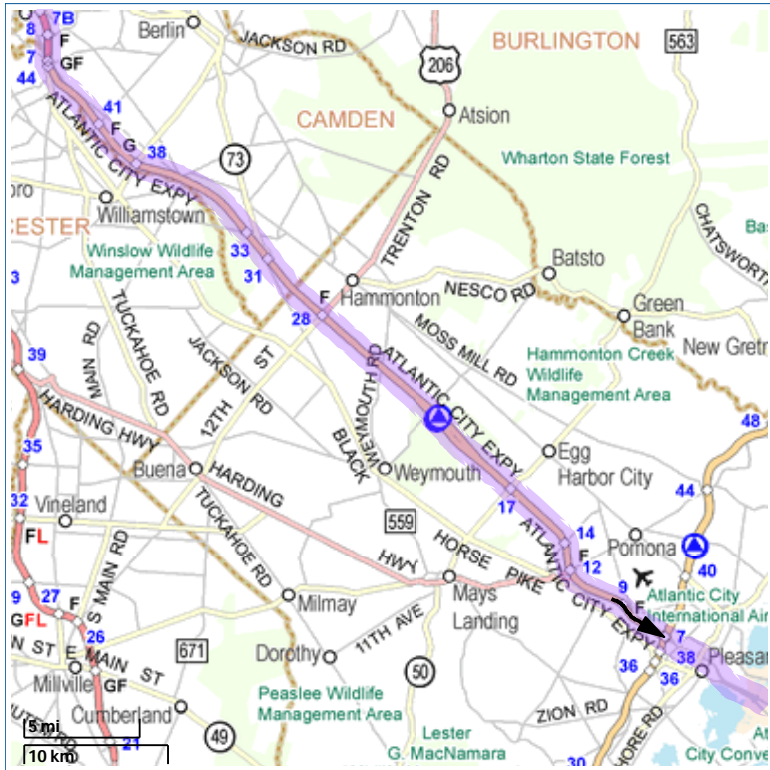 7B
8
F
Berlin
BURLINGTON
563
JACKSON RD
7
GF
206
44
ATLANTIC CITY EXPY
41
F
G
Atsion
CAMDEN
38
73
TRENTON RD
Wharton State Forest
Williamstown
CHATSWORTH
33
31
Winslow Wildlife
Management Area
Batsto
Hammonton
NESCO RD
F
28
Green
Bank
MANN RD
TUCKAHOE RD
JACKSON RD
12TH ST
WEYMOUTH RD
MOSS MILL RD
ATLANTIC CITY EXPY
Hammonton Creek
Wildlife
Management Area
39
HARDING HWY
48
35
Buena
HARDING
HWY
BLACK
HORSE
PIKE
Weymouth
Egg
Harbor City
17
44
32
Vineland
TUCKAHOE RD
559
ATLANTIC CITY EXPY
14
F
12
Pomona
40
FL
S MAIN RD
9
F
Atlantic City
International Air
27
F
GFL
26
Milmay
Mays
Landing
11TH AVE
7
38
36
36
E MAIN ST
671
Dorothy
50
Millville
GF
Peaslee Wildlife
Management Area
ZION RD
Cumberland
49
Lester
G. MacNamara
City Conve
30
21
5 mi
10 km